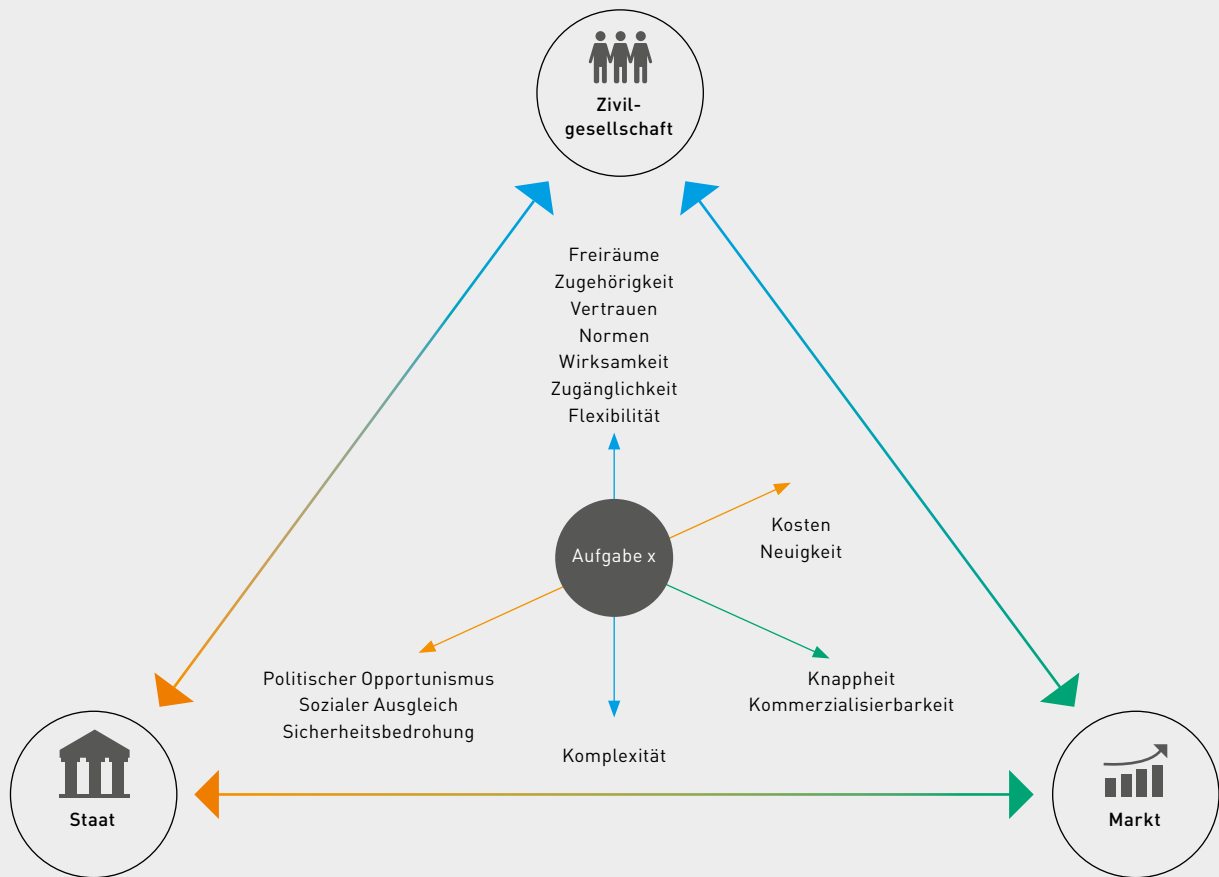 Zivil-
gesellschaft
Freiräume
Zugehörigkeit
Vertrauen
Normen
Wirksamkeit
Zugänglichkeit
Flexibilität
Kosten
Neuigkeit
Aufgabe x
Politischer Opportunismus
Sozialer Ausgleich
Sicherheitsbedrohung
Knappheit
Kommerzialisierbarkeit
Komplexität
Staat
Markt